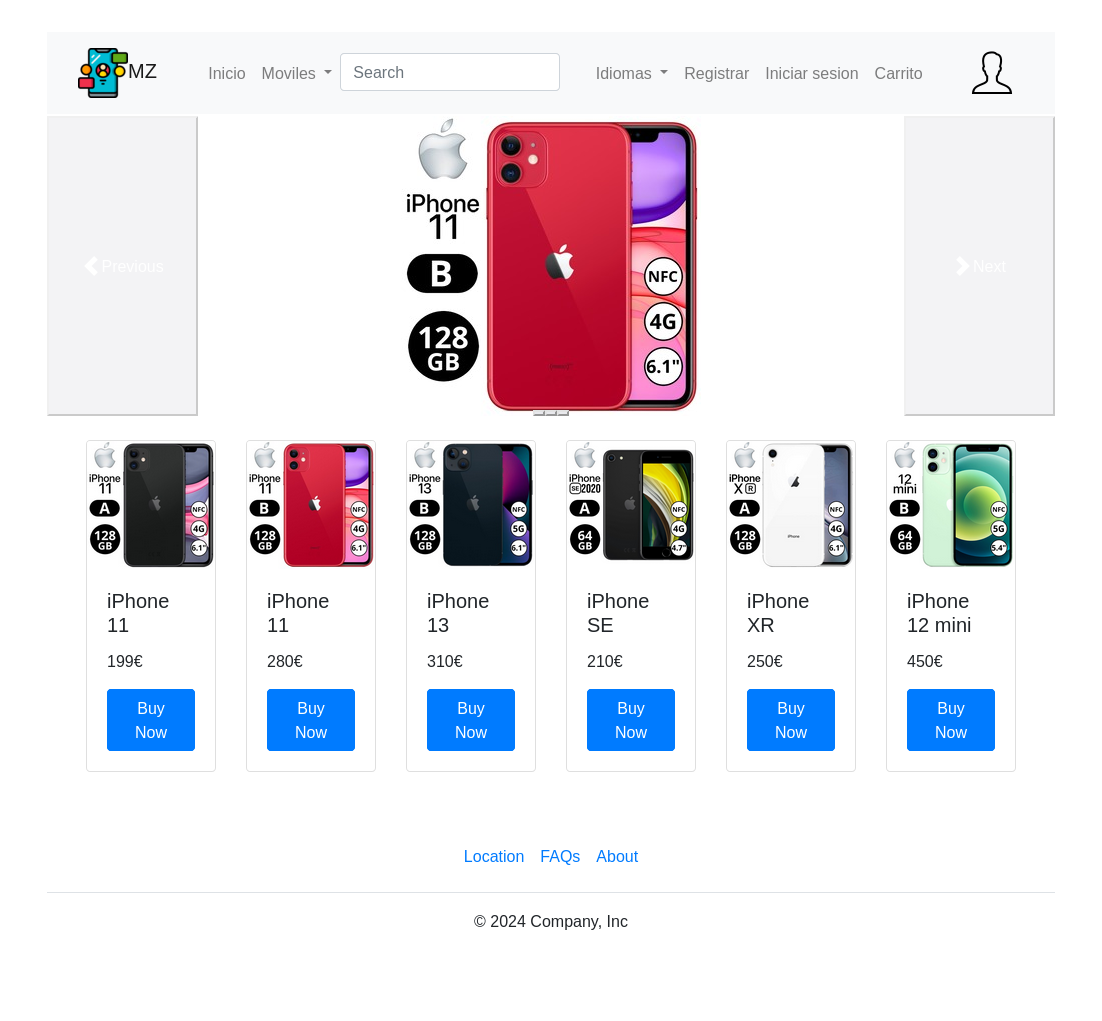 MZ
Inicio
Moviles
Search
Idiomas
Registrar
Iniciar sesion
Carrito
Previous
iPhone
11
B
128
GB
NFC
4G
6.1"
Next
iPhone
11
A
128
GB
NFC
4G
6.1"
iPhone
11
B
128
GB
NFC
4G
6.1"
iPhone
13
B
128
GB
NFC
5G
6.1"
iPhone
SE 2020
A
64
GB
NFC
4G
4.7"
iPhone
X R
A
128
GB
NFC
4G
6.1"
12
mini
B
64
GB
NFC
5G
5.4"
iPhone
11
199€
Buy
Now
iPhone
11
280€
Buy
Now
iPhone
13
310€
Buy
Now
iPhone
SE
210€
Buy
Now
iPhone
XR
250€
Buy
Now
iPhone
12 mini
450€
Buy
Now
Location
FAQs
About
© 2024 Company, Inc